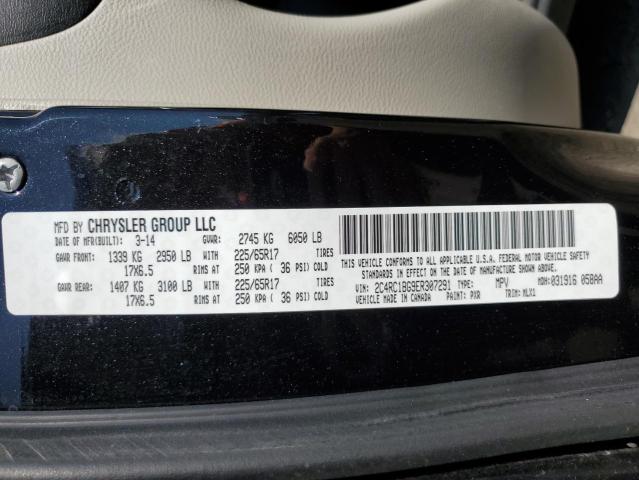 MFD BY CHRYSLER GROUP LLC
DATE OF MFR(BUILT): 3-14 GVWR: 2745 KG 6050 LB
GAWR FRONT: 1339 KG 2950 LB WITH 225/65R17 TIRES
17X6.5 RIMS AT 250 KPA ( 36 PSI) COLD
GAWR REAR: 1407 KG 3100 LB WITH 225/65R17 TIRES
17X6.5 RIMS AT 250 KPA ( 36 PSI) COLD
THIS VEHICLE CONFORMS TO ALL APPLICABLE U.S.A. FEDERAL MOTOR VEHICLE SAFETY
STANDARDS IN EFFECT ON THE DATE OF MANUFACTURE SHOWN ABOVE.
VIN: 2C4RC1BG9ER307291 TYPE: MPV MDH:031916 058AA
VEHICLE MADE IN CANADA PAINT: PXR TRIM: MLX1